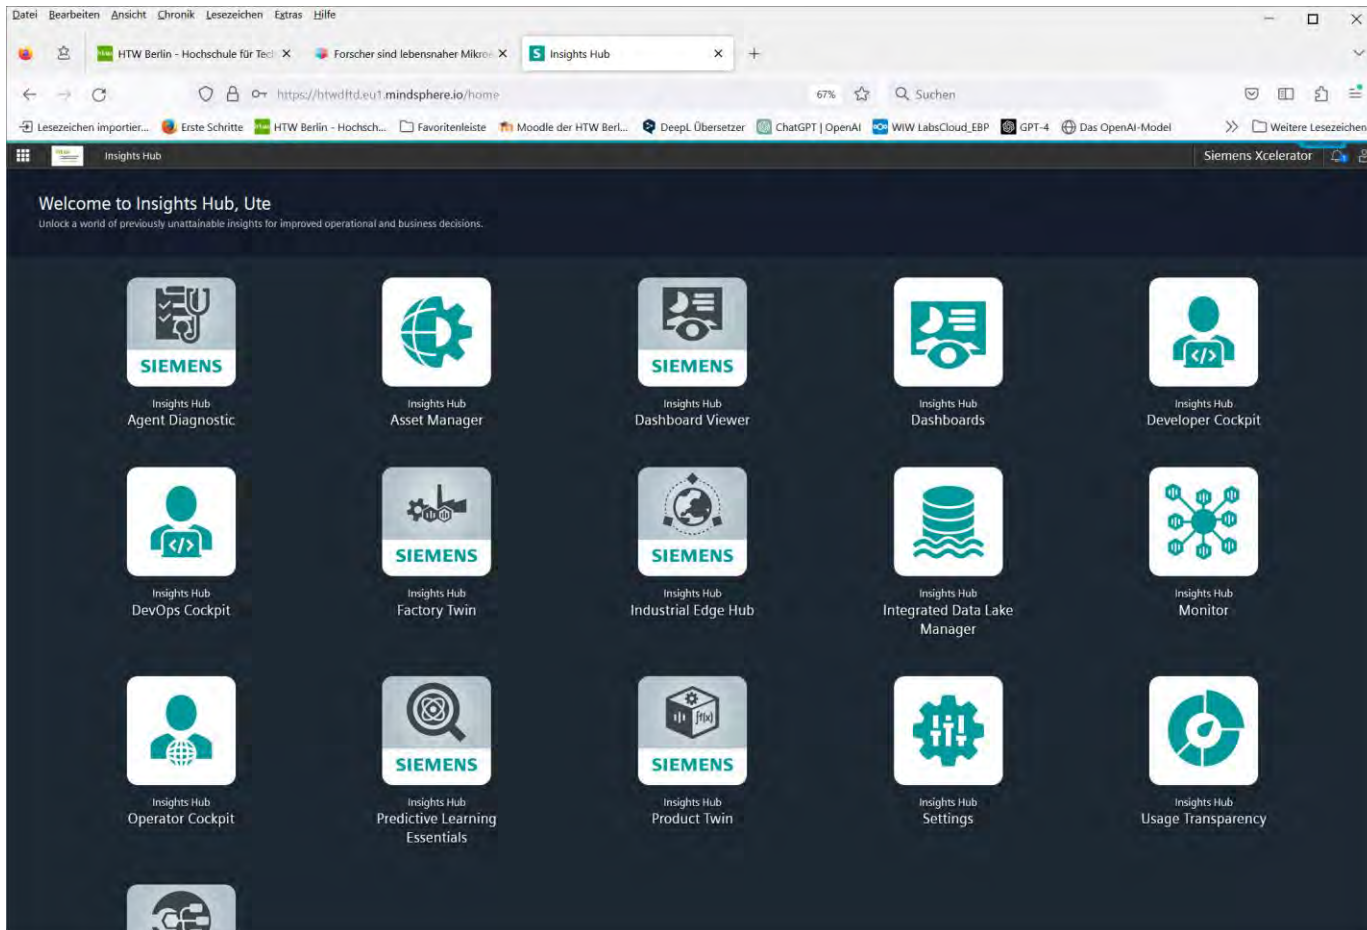 Datei Bearbeiten Ansicht Chronik Lesezeichen Extras Hilfe
HTW Berlin - Hochschule für Tec
Forscher sind lebensnaher Mikro
Insights Hub
https://htwdftd.eu1.mindsphere.io/home
67%
Suchen
Lesezeichen importier... Erste Schritte HTW Berlin - Hochsch... Favoritenleiste Moodle der HTW Berl... DeepL Übersetzer ChatGPT | OpenAI WIW LabsCloud_EBP GPT-4 Das OpenAI-Model Weitere Lesezeichen
Insights Hub
Siemens Xcelerator
Welcome to Insights Hub, Ute
Unlock a world of previously unattainable insights for improved operational and business decisions.
SIEMENS
Insights Hub
Agent Diagnostic
Insights Hub
Asset Manager
SIEMENS
Insights Hub
Dashboard Viewer
Insights Hub
Dashboards
</>
Insights Hub
Developer Cockpit
</>
Insights Hub
DevOps Cockpit
SIEMENS
Insights Hub
Factory Twin
SIEMENS
Insights Hub
Industrial Edge Hub
Insights Hub
Integrated Data Lake
Manager
Insights Hub
Monitor
Insights Hub
Operator Cockpit
SIEMENS
Insights Hub
Predictive Learning
Essentials
f(x)
SIEMENS
Insights Hub
Product Twin
Insights Hub
Settings
Insights Hub
Usage Transparency